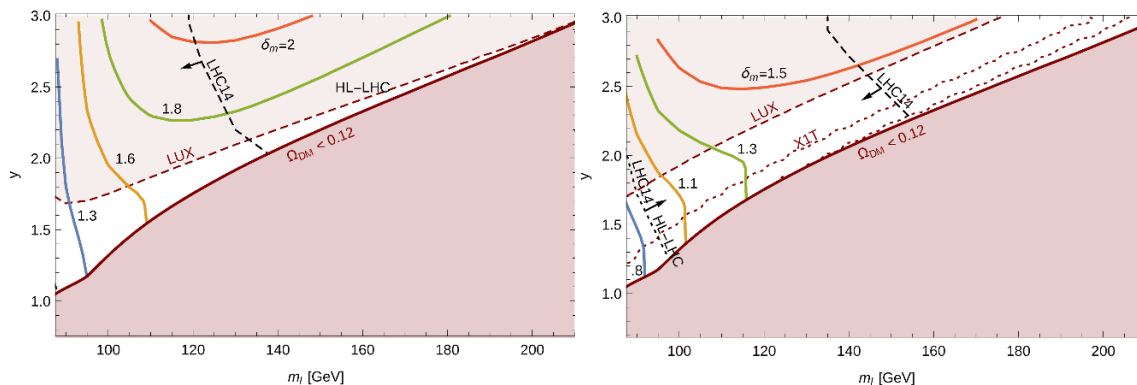 3.0
2.5
2.0
1.5
1.0
y
δm=2
1.8
1.6
1.3
LHC14
HL-LHC
LUX
ΩDM < 0.12
100
120
140
160
180
200
ml [GeV]
3.0
2.5
2.0
1.5
1.0
y
δm=1.5
1.3
1.1
.8
LHC14
LUX
X1T
ΩDM < 0.12
LHC14
HL-LHC
100
120
140
160
180
200
ml [GeV]